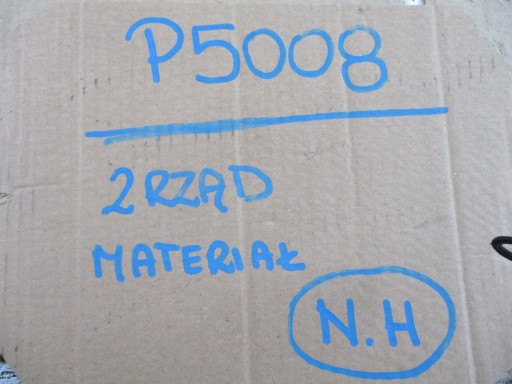 P5008
2 RZĄD
MATERIAŁ
N.H